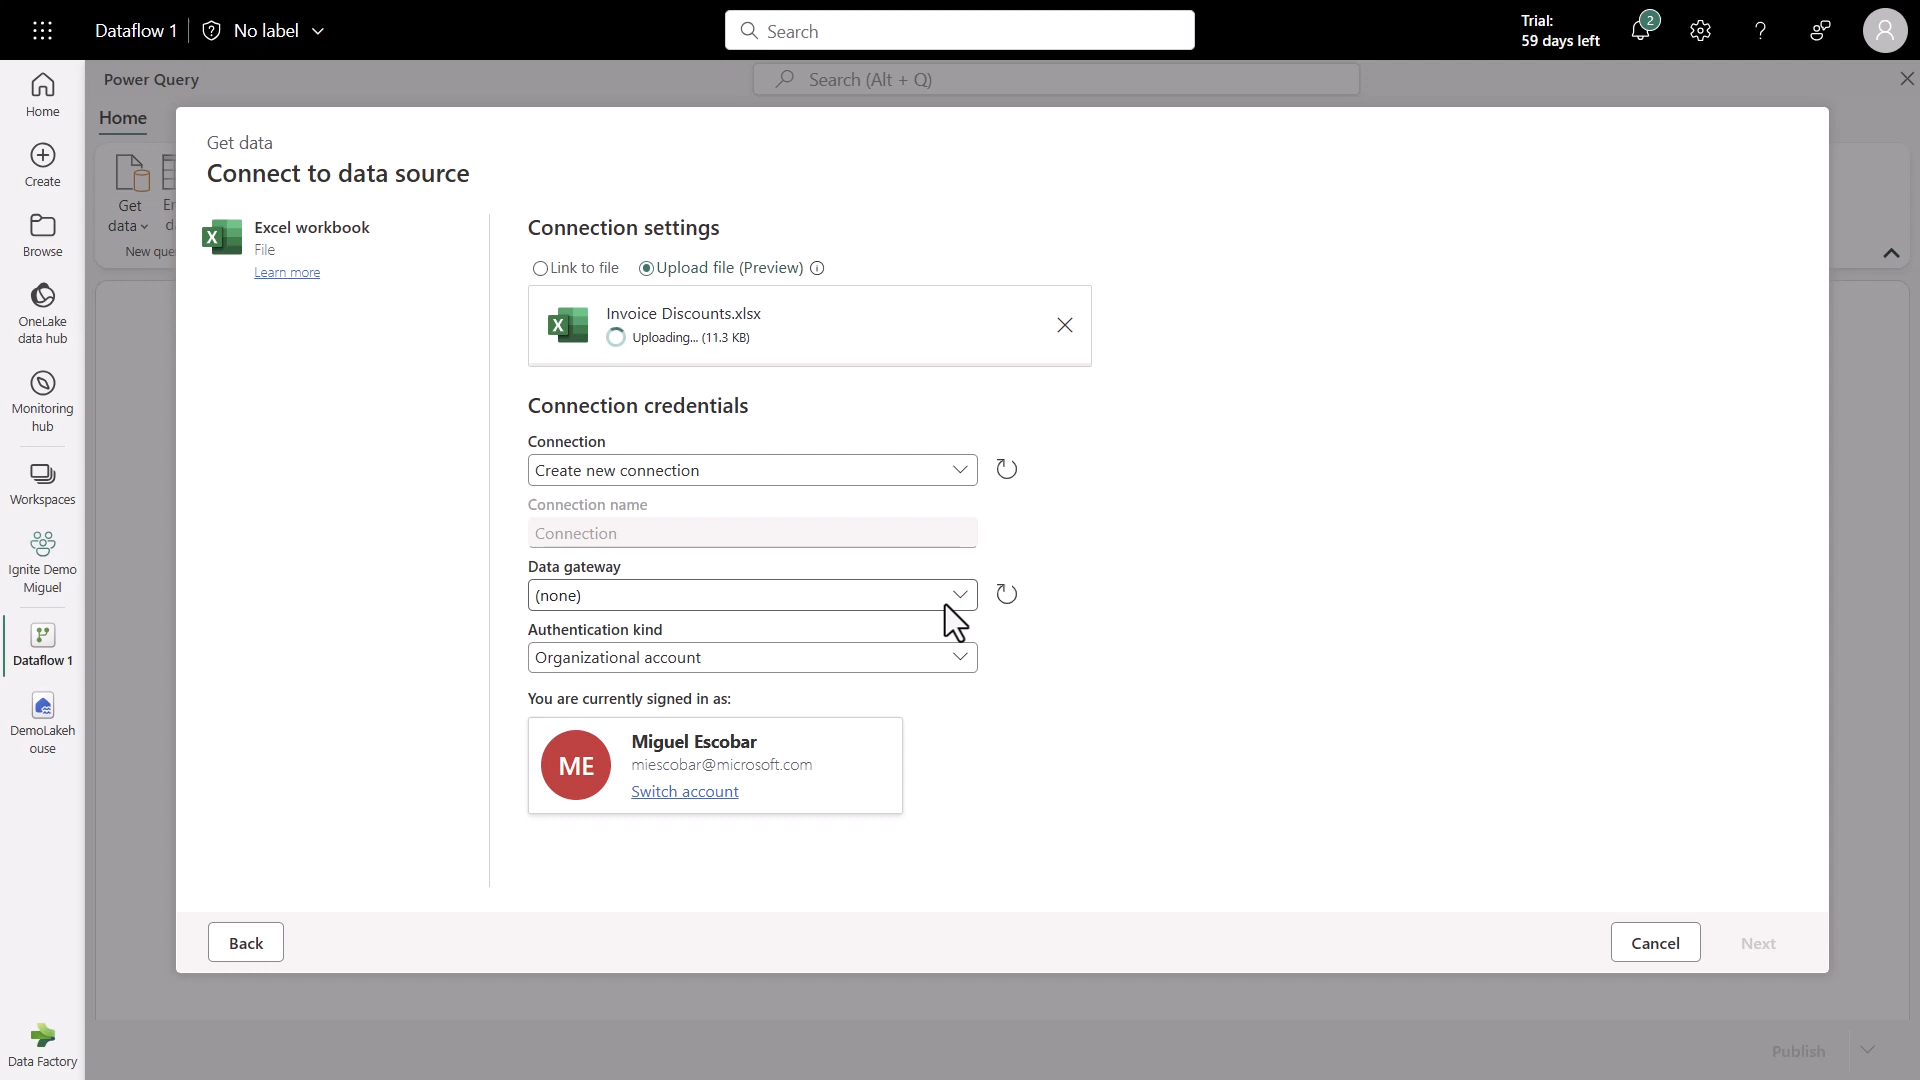 Dataflow 1
No label
Search
Trial:
59 days left
2
Home
Create
Browse
OneLake
data hub
Monitoring
hub
Workspaces
Ignite Demo
Miguel
Dataflow 1
DemoLakeh
ouse
Data Factory
Power Query
Search (Alt + Q)
Home
Get
data
New que
Get data
Connect to data source
Excel workbook
File
Learn more
Connection settings
Link to file
Upload file (Preview)
Invoice Discounts.xlsx
Uploading... (11.3 KB)
Connection credentials
Connection
Create new connection
Connection name
Connection
Data gateway
(none)
Authentication kind
Organizational account
You are currently signed in as:
ME
Miguel Escobar
miescobar@microsoft.com
Switch account
Back
Cancel
Next
Publish